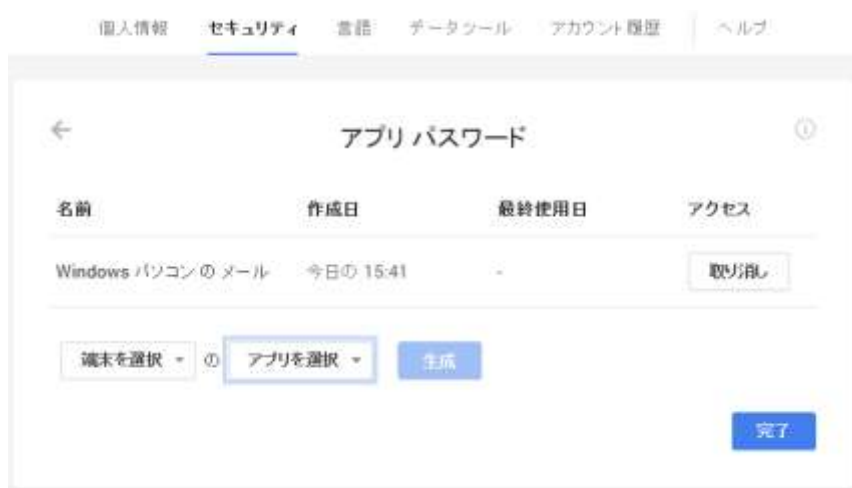 個人情報 セキュリティ 言語 データツール アカウント履歴 ヘルプ
アプリ パスワード
名前 作成日 最終使用日 アクセス
Windows パソコン の メール 今日の 15:41 - 取り消し
端末を選択 の アプリを選択 生成
完了